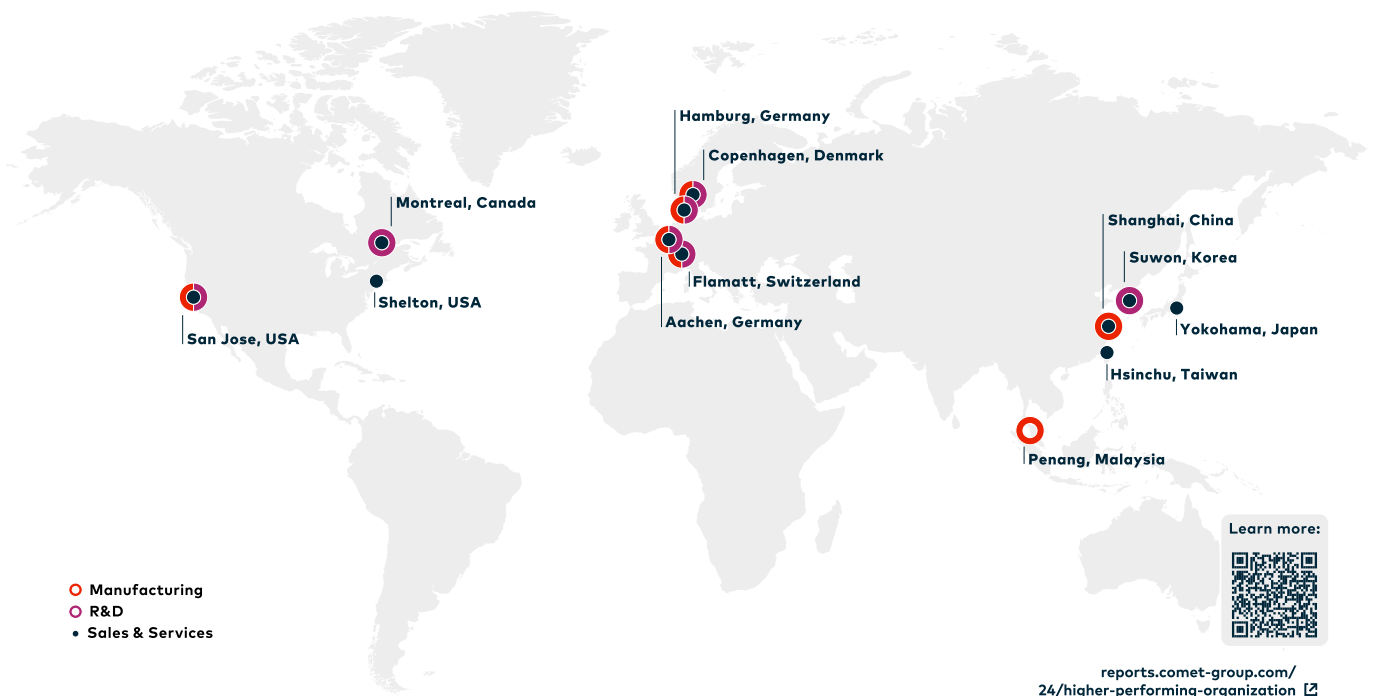 Hamburg, Germany
Copenhagen, Denmark
Montreal, Canada
Shanghai, China
Suwon, Korea
Flamatt, Switzerland
Shelton, USA
Aachen, Germany
Yokohama, Japan
San Jose, USA
Hsinchu, Taiwan
Penang, Malaysia
Learn more:
Manufacturing
R&D
Sales & Services
reports.comet-group.com/
24/higher-performing-organization